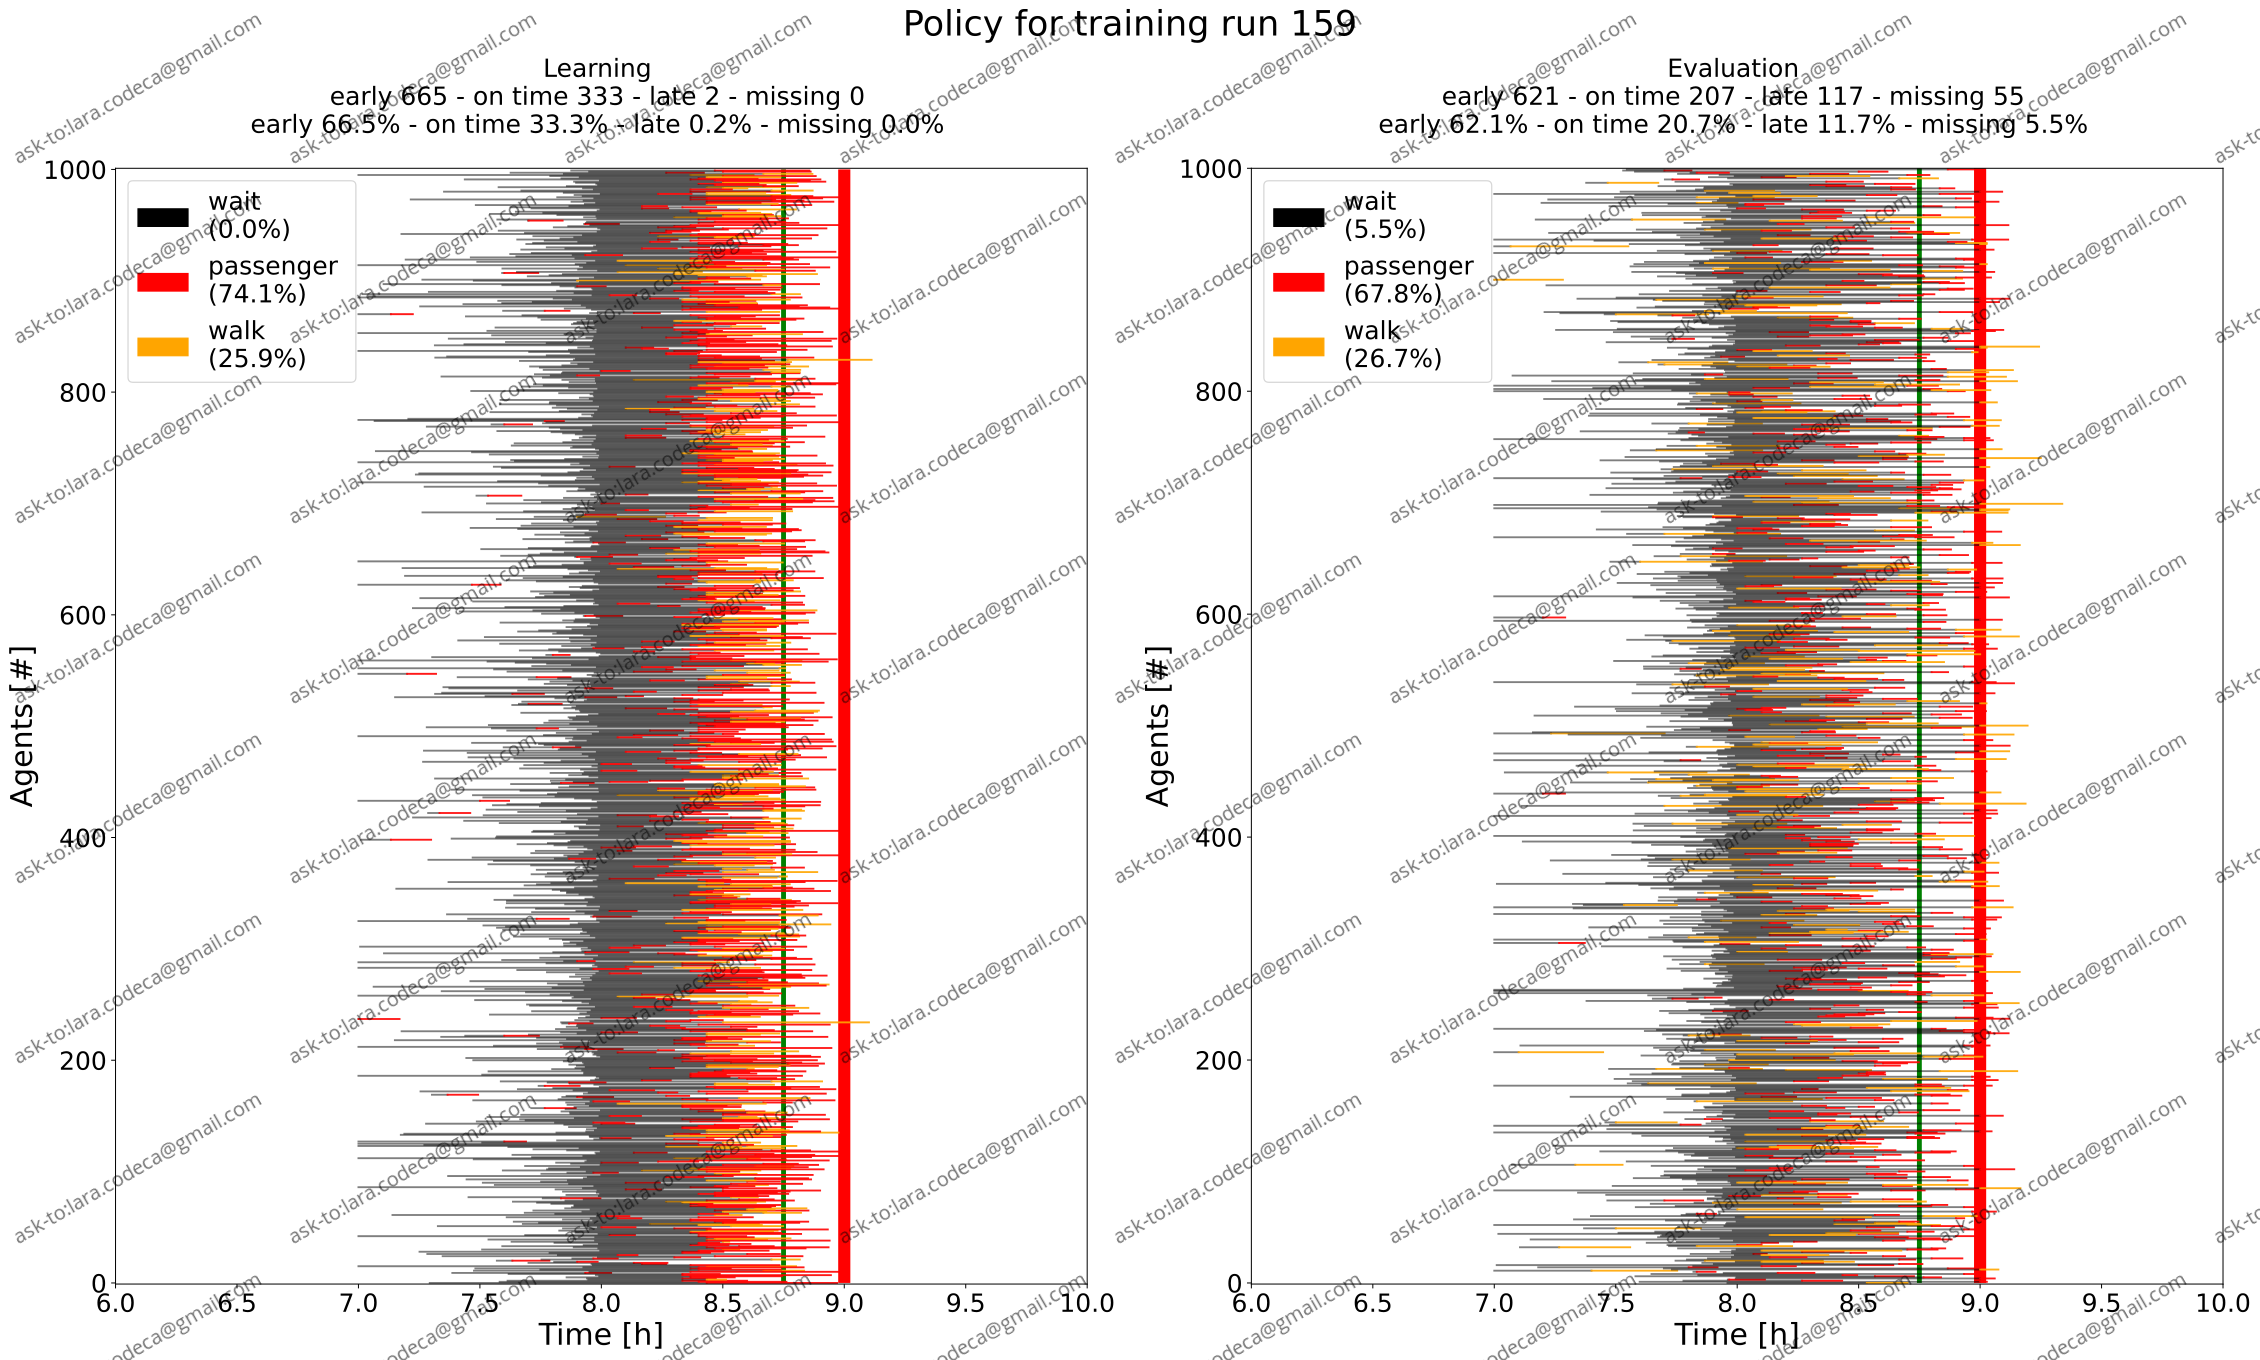 Policy for training run 159
Learning
early 665 - on time 333 - late 2 - missing 0
early 66.5% - on time 33.3% - late 0.2% - missing 0.0%
1000
800
600
400
200
0
Agents [#]
wait
(0.0%)
passenger
(74.1%)
walk
(25.9%)
6.0 6.5 7.0 7.5 8.0 8.5 9.0 9.5 10.0
Time [h]
Evaluation
early 621 - on time 207 - late 117 - missing 55
early 62.1% - on time 20.7% - late 11.7% - missing 5.5%
1000
800
600
400
200
0
Agents [#]
wait
(5.5%)
passenger
(67.8%)
walk
(26.7%)
6.0 6.5 7.0 7.5 8.0 8.5 9.0 9.5 10.0
Time [h]
ask-to:lara.codeca@gmail.com